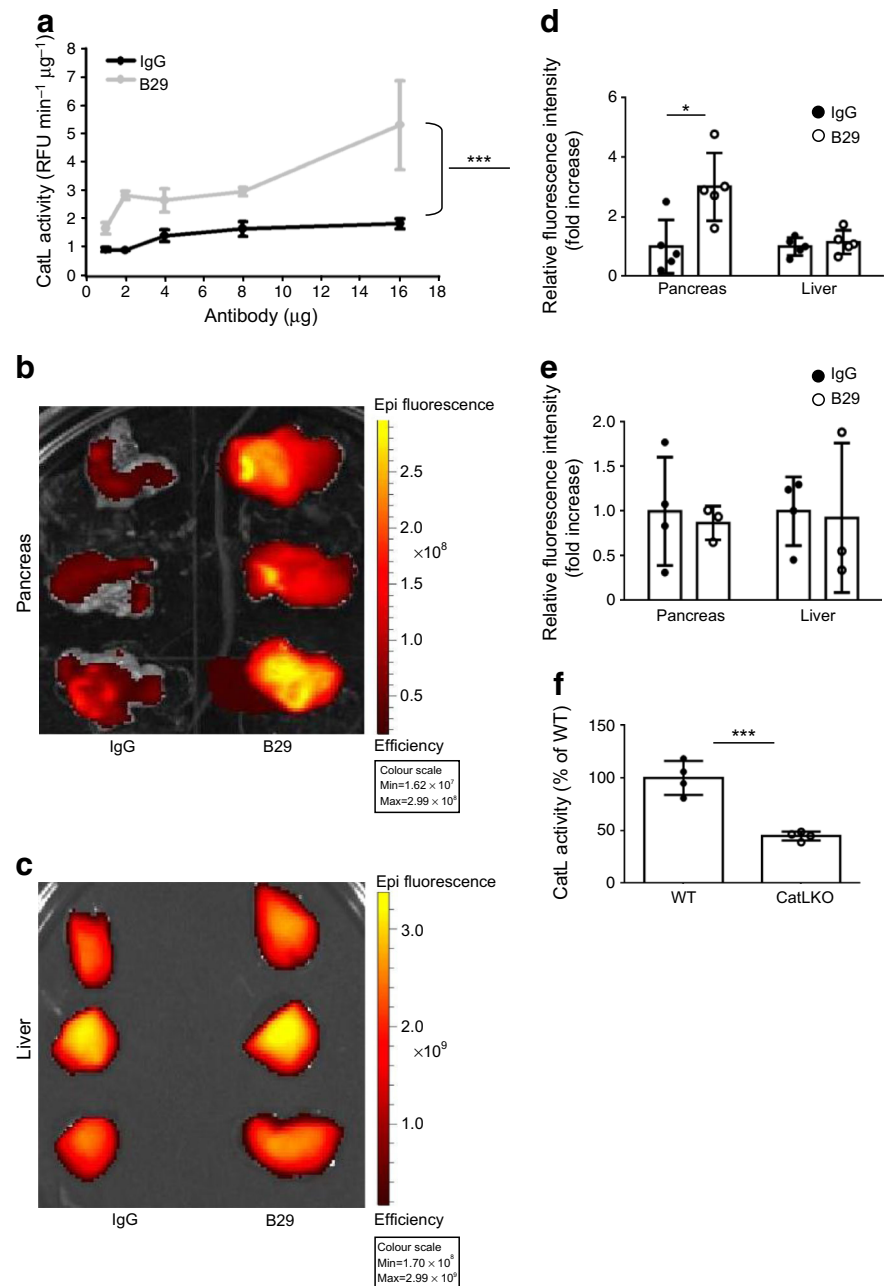 a
CatL activity (RFU min⁻¹ μg⁻¹)
8
7
6
5
4
3
2
1
0
IgG
B29
***
0 2 4 6 8 10 12 14 16 18
Antibody (μg)
b
Pancreas
IgG B29
Epi fluorescence
2.5
2.0
×10⁸
1.5
1.0
0.5
Efficiency
Colour scale
Min=1.62 × 10⁷
Max=2.99 × 10⁸
c
Liver
IgG B29
Epi fluorescence
3.0
2.0
×10⁹
1.0
Efficiency
Colour scale
Min=1.70 × 10⁸
Max=2.99 × 10⁹
d
Relative fluorescence intensity
(fold increase)
6
4
2
0
*
IgG
B29
Pancreas Liver
e
Relative fluorescence intensity
(fold increase)
2.0
1.5
1.0
0.5
0
IgG
B29
Pancreas Liver
f
CatL activity (% of WT)
150
100
50
0
***
WT CatLKO